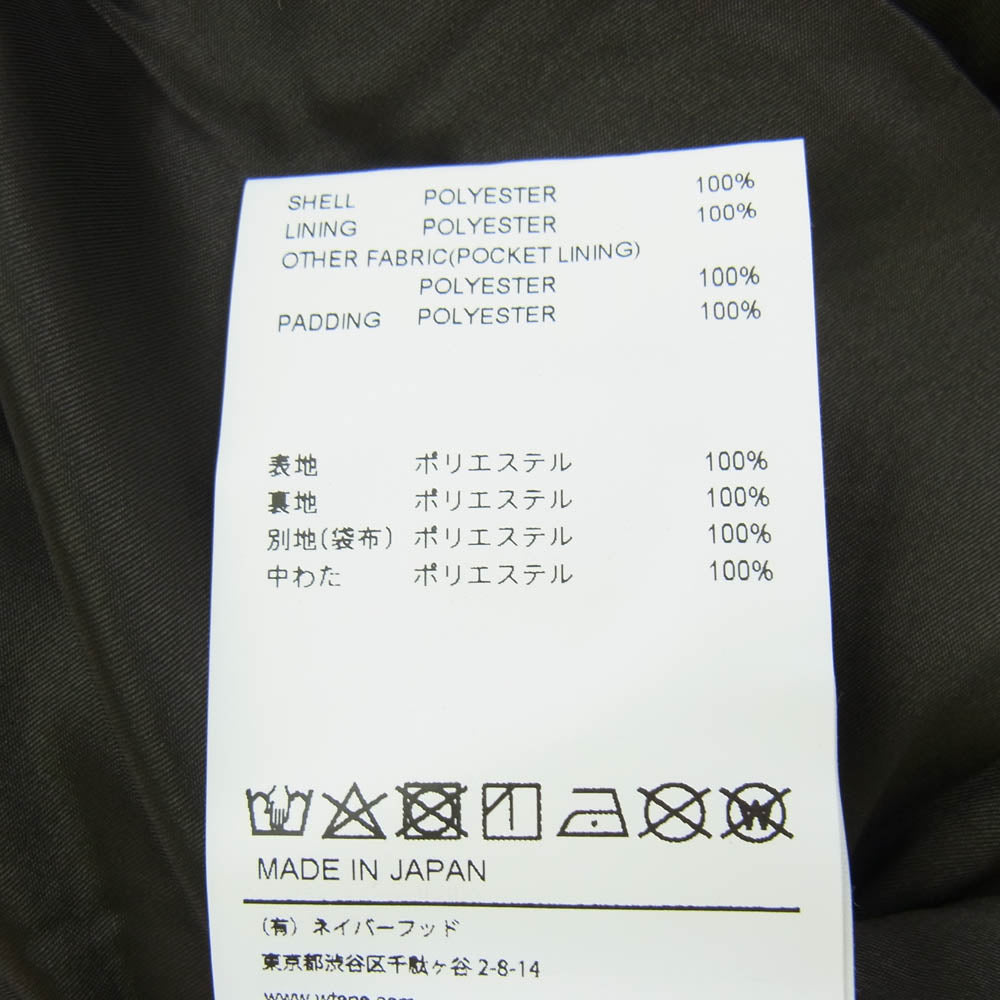 SHELL POLYESTER 100%
LINING POLYESTER 100%
OTHER FABRIC(POCKET LINING)
POLYESTER 100%
PADDING POLYESTER 100%
表地 ポリエステル 100%
裏地 ポリエステル 100%
別地(袋布) ポリエステル 100%
中わた ポリエステル 100%
W
MADE IN JAPAN
(有) ネイバーフッド
東京都渋谷区千駄ヶ谷 2-8-14